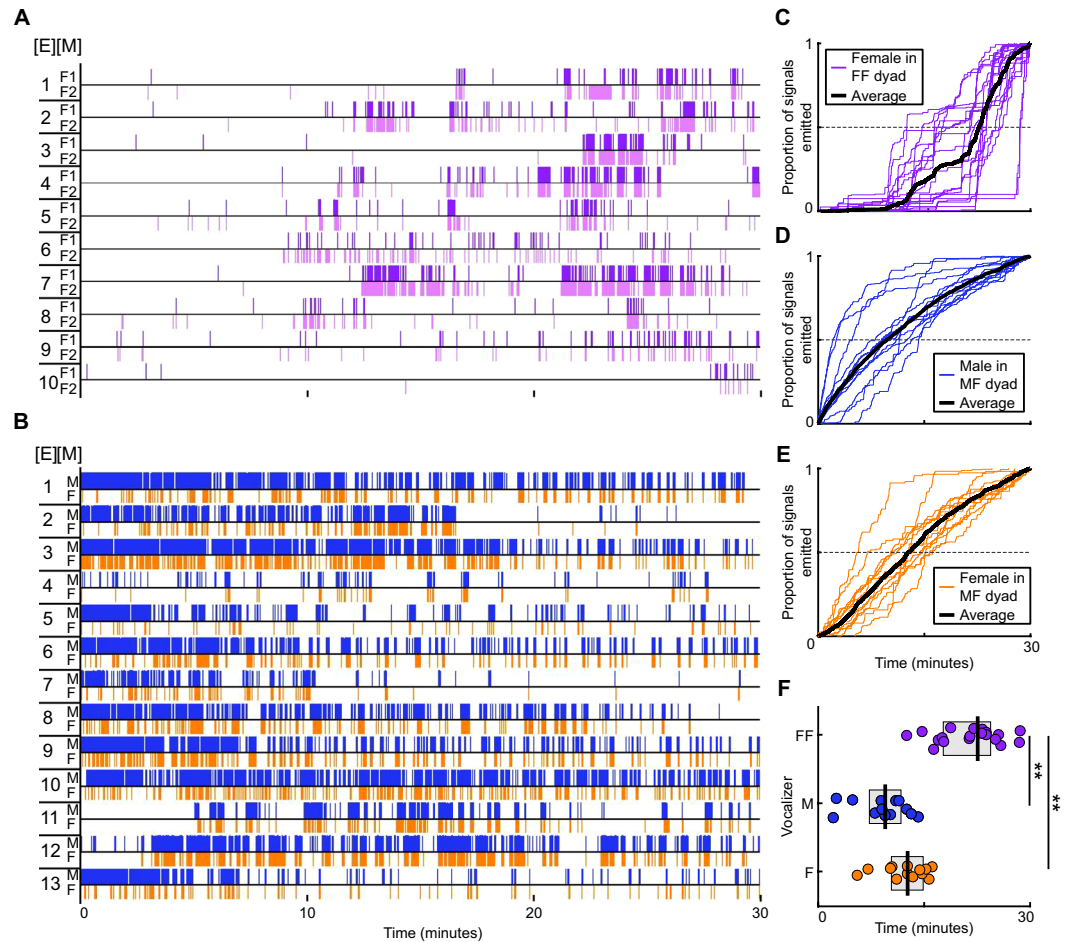 A
[E][M]
1 F1
F2
2 F1
F2
3 F1
F2
4 F1
F2
5 F1
F2
6 F1
F2
7 F1
F2
8 F1
F2
9 F1
F2
10 F1
F2
B
[E][M]
1 M
F
2 M
F
3 M
F
4 M
F
5 M
F
6 M
F
7 M
F
8 M
F
9 M
F
10 M
F
11 M
F
12 M
F
13 M
F
0 10 20 30
Time (minutes)
C
Proportion of signals
emitted
1
0
Female in
FF dyad
Average
D
Proportion of signals
emitted
1
0
Male in
MF dyad
Average
E
Proportion of signals
emitted
1
0
Female in
MF dyad
Average
0 30
Time (minutes)
F
Vocalizer
FF
M
F
**
**
0 30
Time (minutes)